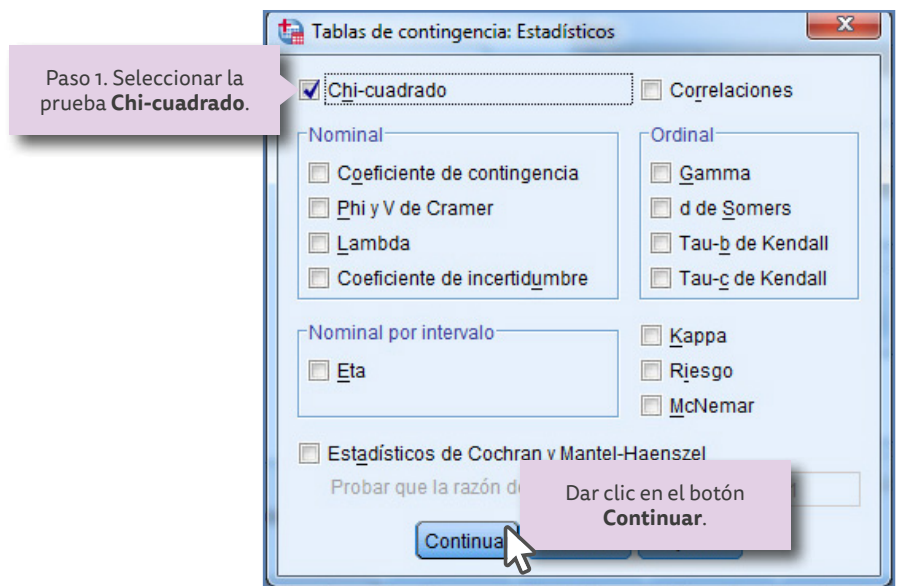 Tablas de contingencia: Estadísticos
Paso 1. Seleccionar la
prueba Chi-cuadrado.
Chi-cuadrado
Correlaciones
Nominal
Coeficiente de contingencia
Phi y V de Cramer
Lambda
Coeficiente de incertidumbre
Ordinal
Gamma
d de Somers
Tau-b de Kendall
Tau-c de Kendall
Nominal por intervalo
Eta
Kappa
Riesgo
McNemar
Estadísticos de Cochran y Mantel-Haenszel
Probar que la razón
Dar clic en el botón
Continuar.
Continua